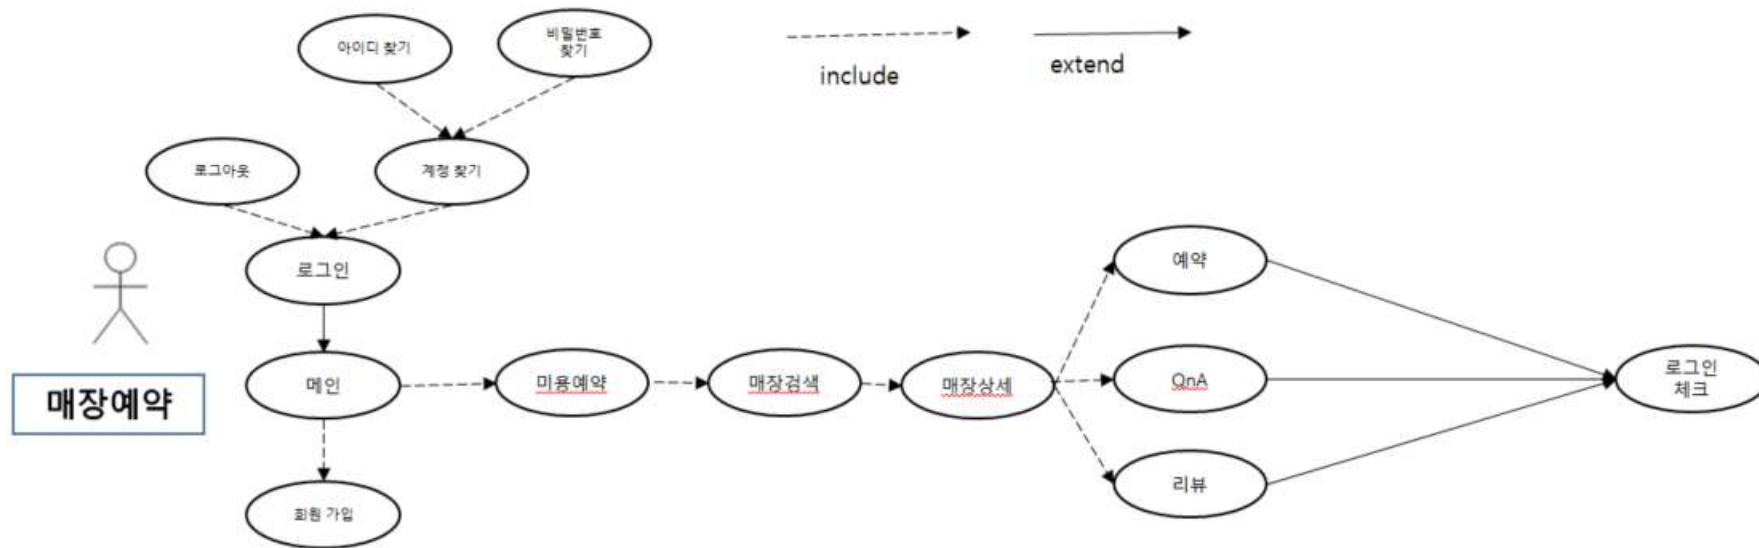 아이디 찾기
비밀번호
찾기
include
extend
로그아웃
계정 찾기
로그인
매장예약
메인
미용예약
매장검색
매장상세
예약
QnA
리뷰
로그인
체크
회원 가입